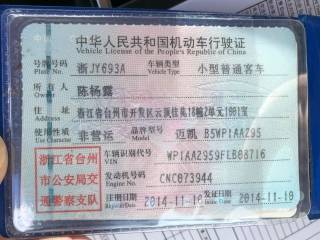 中华人民共和国机动车行驶证
Vehicle License of the People's Republic of China
号牌号码 浙JY693A 车辆类型 小型普通客车
Plate No. Vehicle Type
所有人 陈杨露
Owner
住址 浙江省台州市开发区云顶佳苑18幢2单元1901室
Address
使用性质 非营运 品牌型号 迈凯 B5WP1AA295
Use Character Model
浙江省台州
市公安局交
通警察支队
车辆识别代号 WP1AA2959FLB08716
VIN
发动机号码 CNC073944
Engine No.
注册日期 2014-11-10 发证日期 2014-11-10
Register Date Issue Date